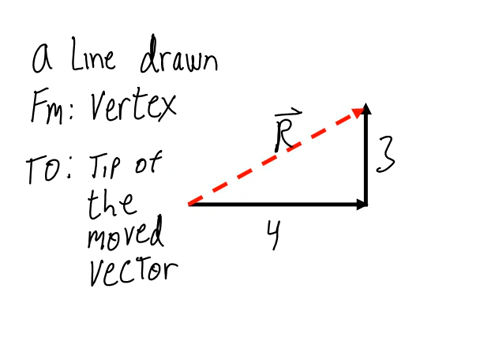 a Line drawn
Fm: Vertex
TO: Tip of
the
moved
vector
R
3
4